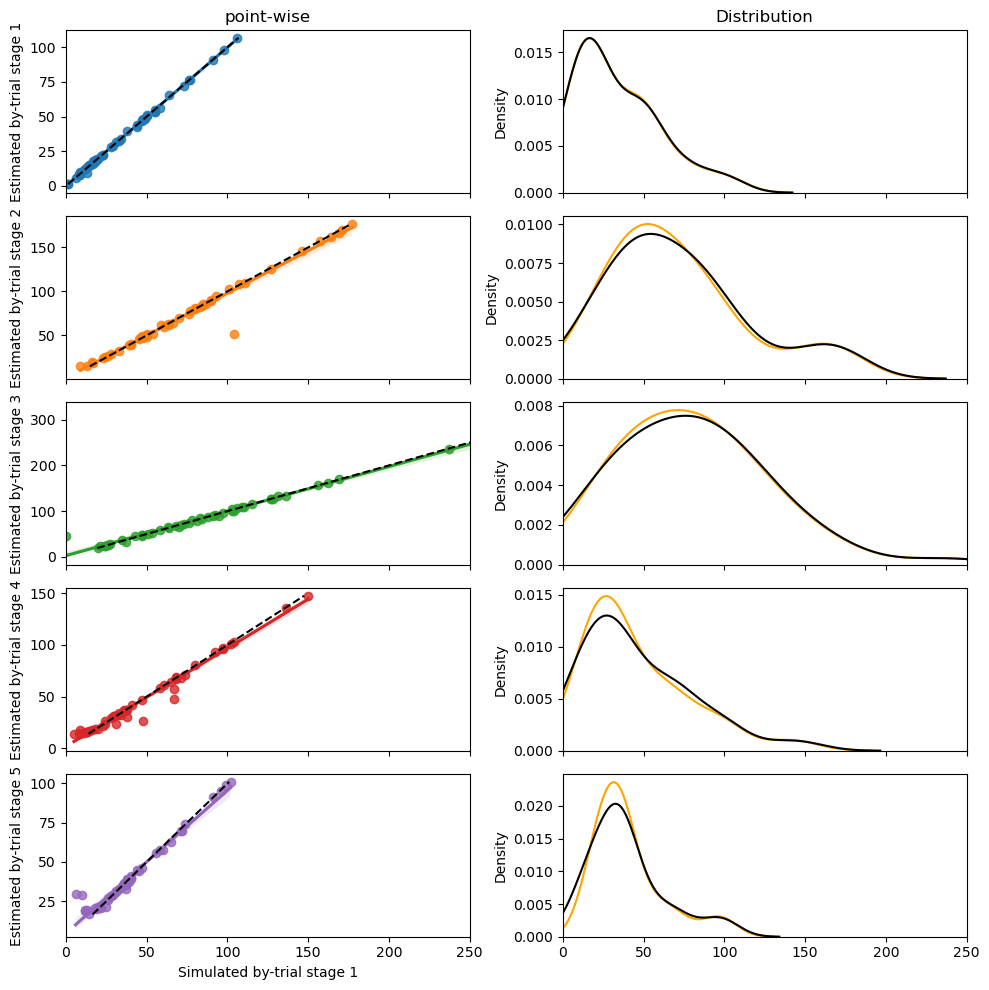 point-wise
Distribution
Estimated by-trial stage 1
100
75
50
25
0
Density
0.015
0.010
0.005
0.000
Estimated by-trial stage 2
150
100
50
Density
0.0100
0.0075
0.0050
0.0025
0.0000
Estimated by-trial stage 3
300
200
100
0
Density
0.008
0.006
0.004
0.002
0.000
Estimated by-trial stage 4
150
100
50
0
Density
0.015
0.010
0.005
0.000
Estimated by-trial stage 5
100
75
50
25
0 50 100 150 200 250
Simulated by-trial stage 1
Density
0.020
0.015
0.010
0.005
0.000
0 50 100 150 200 250